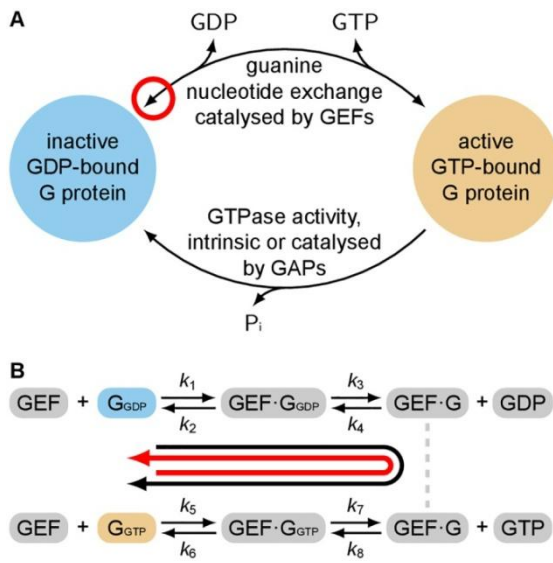 A
GDP GTP
guanine
nucleotide exchange
catalysed by GEFs
inactive
GDP-bound
G protein
active
GTP-bound
G protein
GTPase activity,
intrinsic or catalysed
by GAPs
Pi
B
k1 k3
GEF + GGDP GEF·GGDP GEF·G + GDP
k2 k4
k5 k7
GEF + GGTP GEF·GGTP GEF·G + GTP
k6 k8